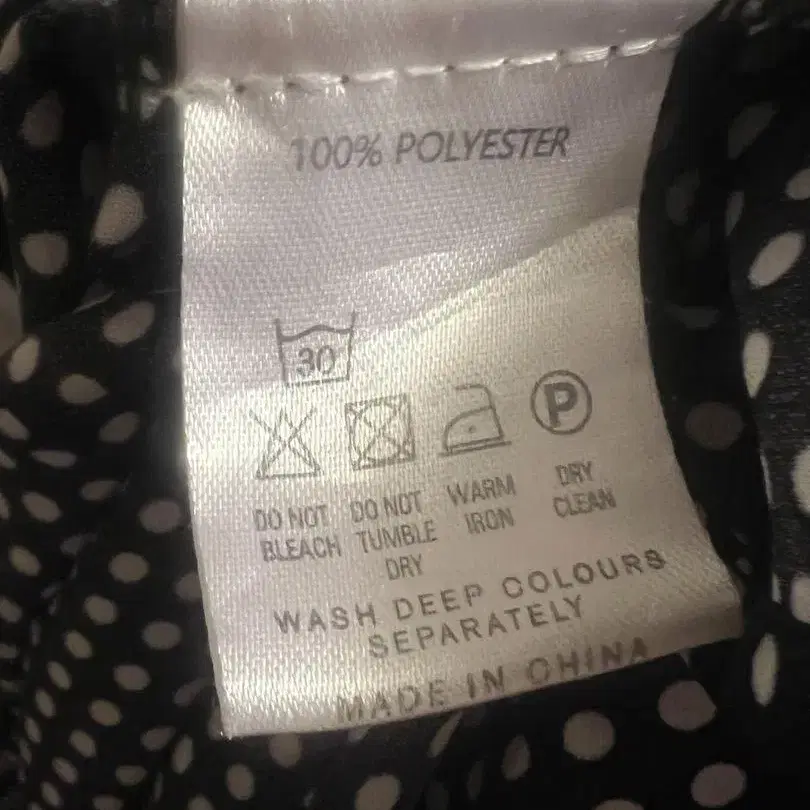 100% POLYESTER
30
P
DO NOT BLEACH
DO NOT TUMBLE DRY
WARM IRON
DRY CLEAN
WASH DEEP COLOURS
SEPARATELY
MADE IN CHINA